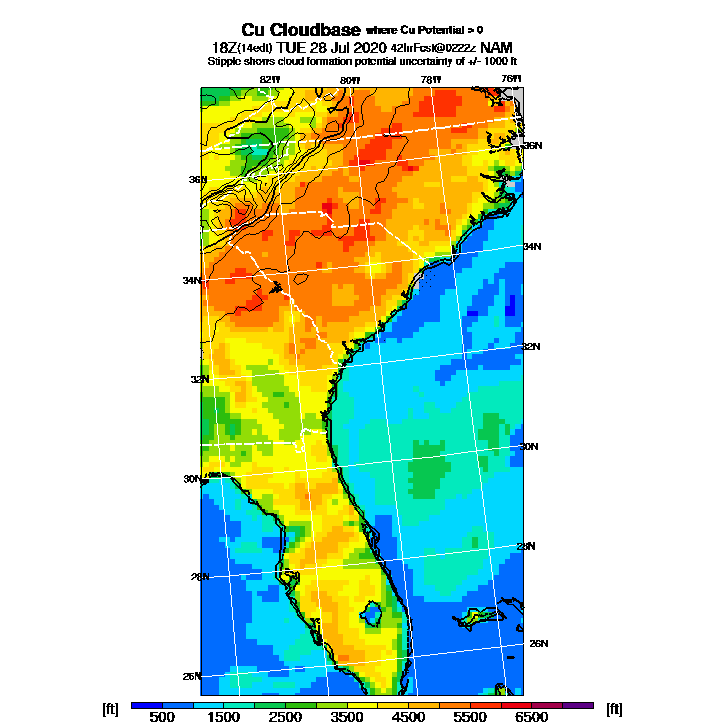 Cu Cloudbase where Cu Potential > 0
18Z(14edt) TUE 28 Jul 2020 42hrFcst@0222z NAM
Stipple shows cloud formation potential uncertainty of +/- 1000 ft
82W 80W 78W 76W
36N
36N
34N
34N
32N
32N
30N
30N
28N
28N
26N
26N
[ft] 500 1500 2500 3500 4500 5500 6500 [ft]